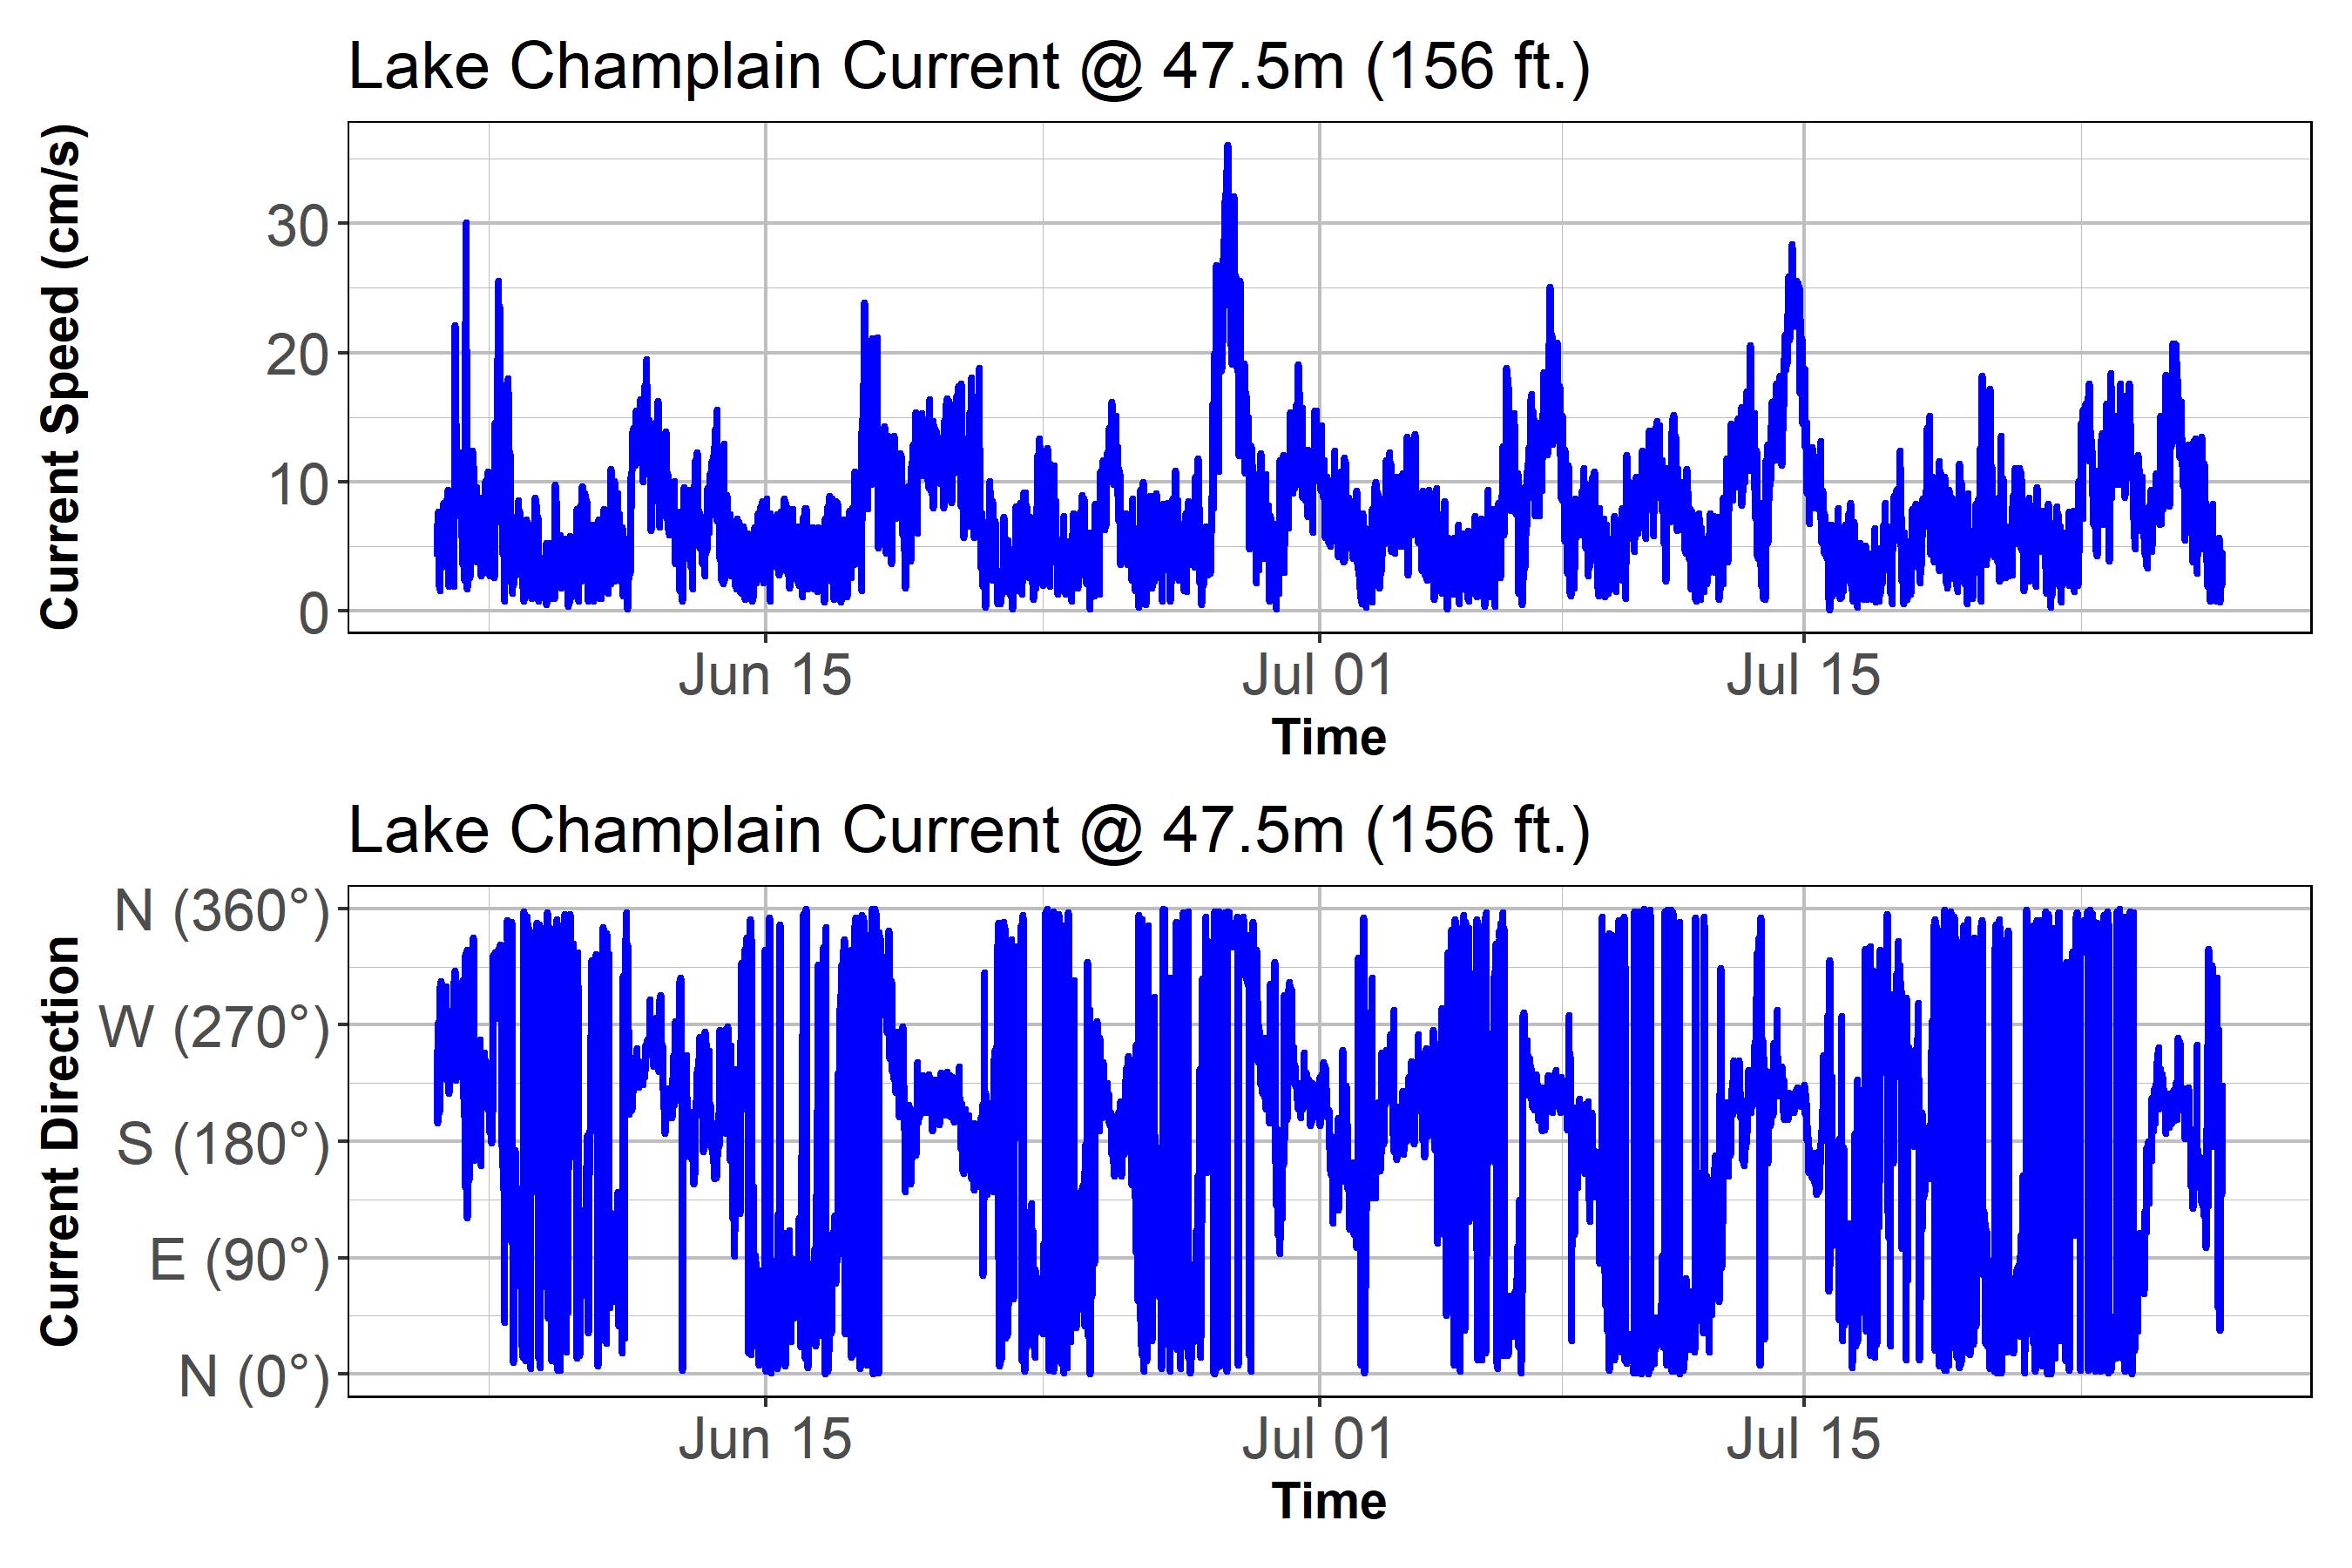 Lake Champlain Current @ 47.5m (156 ft.)
Current Speed (cm/s)
30
20
10
0
Jun 15
Jul 01
Jul 15
Time
Lake Champlain Current @ 47.5m (156 ft.)
Current Direction
N (360°)
W (270°)
S (180°)
E (90°)
N (0°)
Jun 15
Jul 01
Jul 15
Time